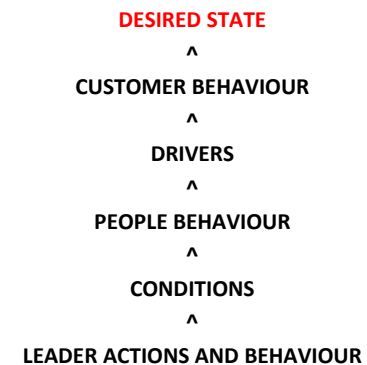 DESIRED STATE
^
CUSTOMER BEHAVIOUR
^
DRIVERS
^
PEOPLE BEHAVIOUR
^
CONDITIONS
^
LEADER ACTIONS AND BEHAVIOUR